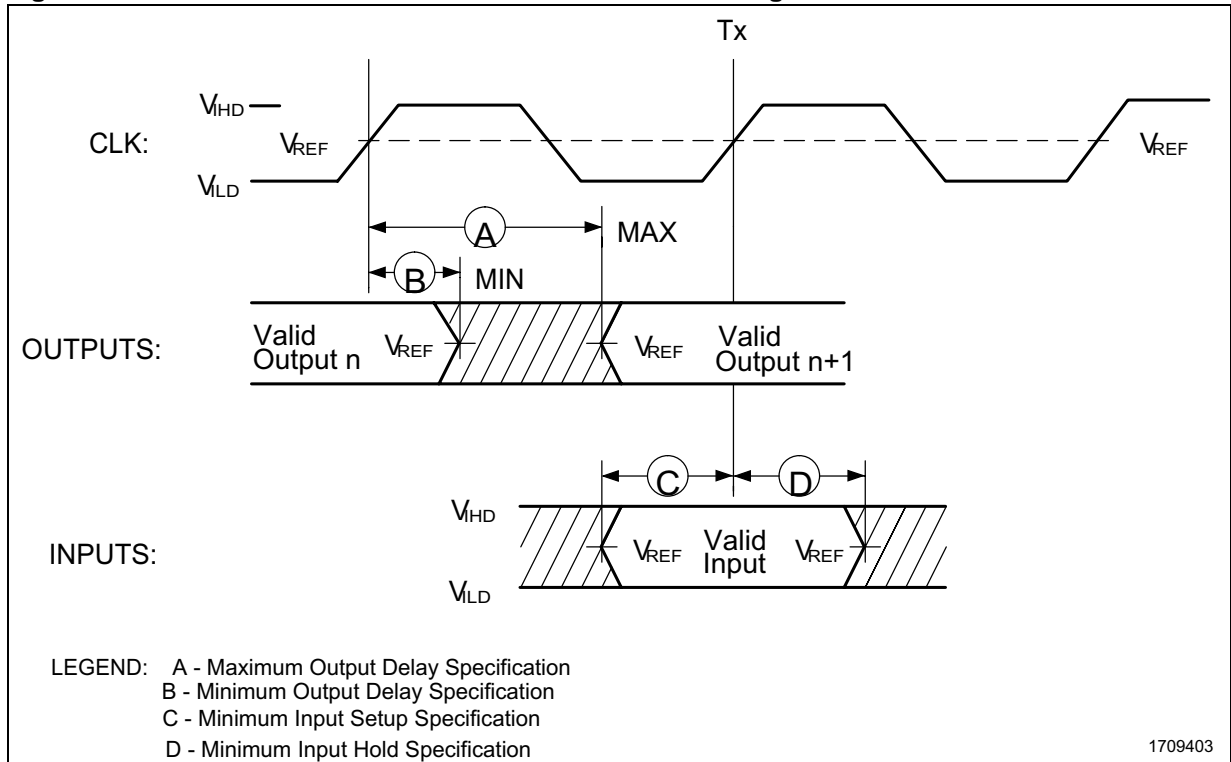 Tx
VIHD
CLK: VREF VREF
VILD
A MAX
B MIN
OUTPUTS: Valid Output n VREF VREF Valid Output n+1
C D
VIHD
INPUTS: VREF Valid Input VREF
VILD
LEGEND: A - Maximum Output Delay Specification
B - Minimum Output Delay Specification
C - Minimum Input Setup Specification
D - Minimum Input Hold Specification
1709403